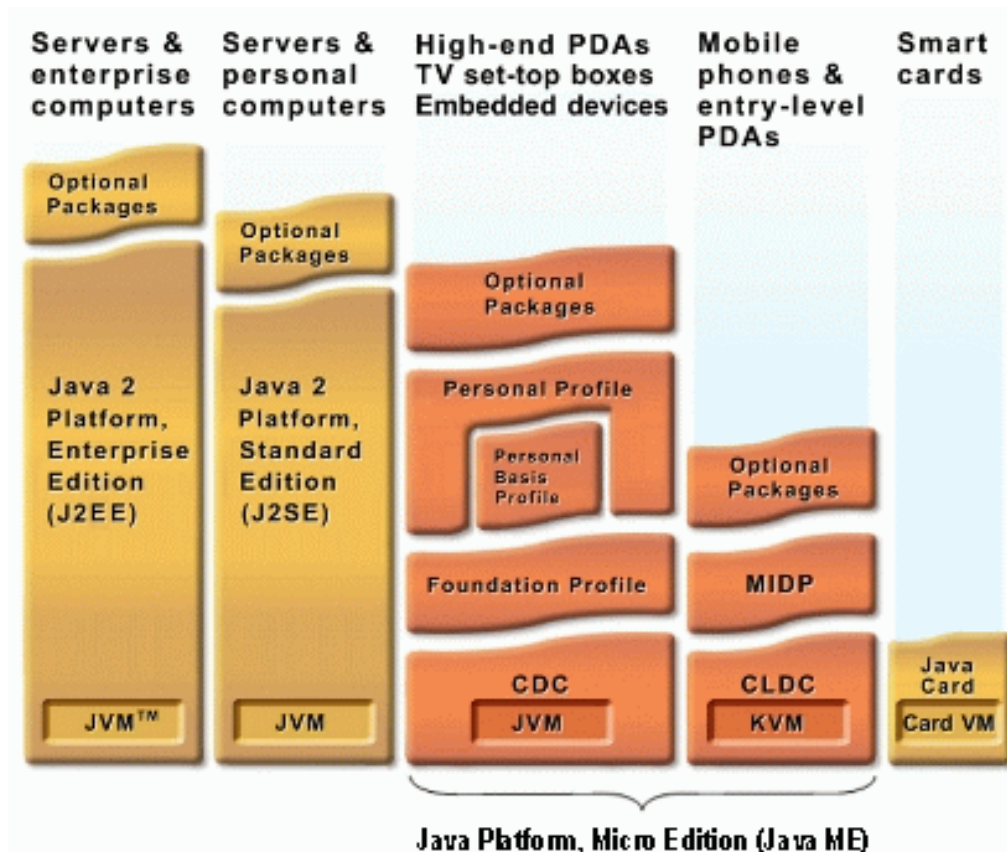 Servers &
enterprise
computers
Servers &
personal
computers
High-end PDAs
TV set-top boxes
Embedded devices
Mobile
phones &
entry-level
PDAs
Smart
cards
Optional
Packages
Java 2
Platform,
Enterprise
Edition
(J2EE)
JVM™
Optional
Packages
Java 2
Platform,
Standard
Edition
(J2SE)
JVM
Optional
Packages
Personal Profile
Personal
Basis
Profile
Foundation Profile
CDC
JVM
Optional
Packages
MIDP
CLDC
KVM
Java
Card
Card VM
Java Platform, Micro Edition (Java ME)